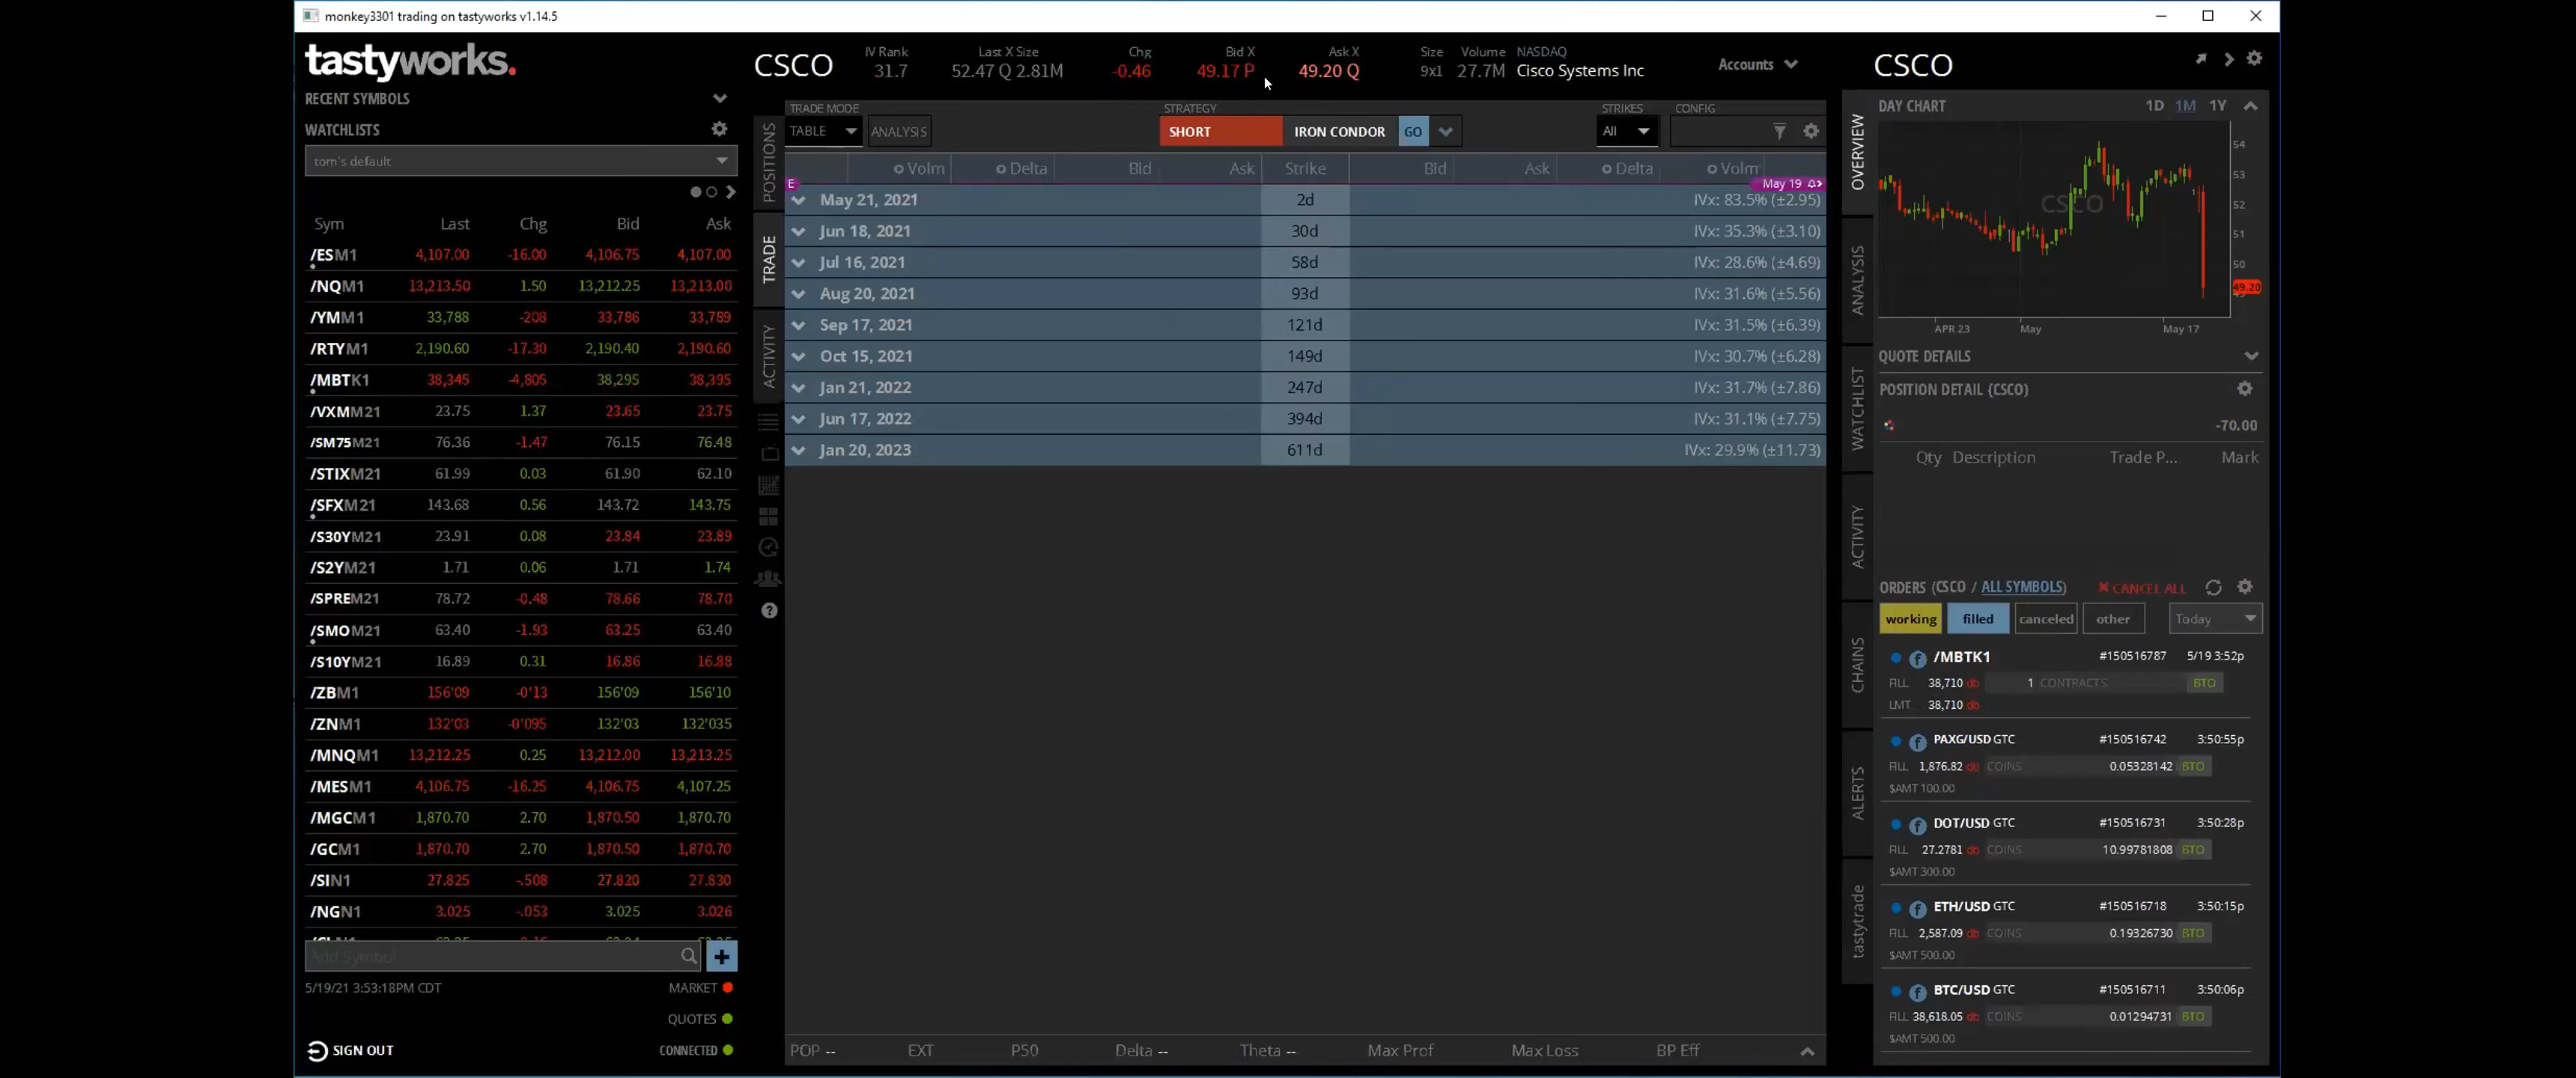 monkey3301 trading on tastyworks v1.14.5
tastyworks.
RECENT SYMBOLS
WATCHLISTS
tom's default
Sym Last Chg Bid Ask
/ESM1 4,107.00 -16.00 4,106.75 4,107.00
/NQM1 13,213.50 1.50 13,212.25 13,213.00
/YMM1 33,788 -208 33,786 33,789
/RTYM1 2,190.60 -17.30 2,190.40 2,190.60
/MBTK1 38,345 -4,805 38,295 38,395
/VXMM21 23.75 1.37 23.65 23.75
/SM75M21 76.36 -1.47 76.15 76.48
/STIXM21 61.99 0.03 61.90 62.10
/SFXM21 143.68 0.56 143.72 143.75
/S30YM21 23.91 0.08 23.84 23.89
/S2YM21 1.71 0.06 1.71 1.74
/SPREM21 78.72 -0.48 78.66 78.70
/SMOM21 63.40 -1.93 63.25 63.40
/S10YM21 16.89 0.31 16.86 16.88
/ZBM1 156'09 -0'13 156'09 156'10
/ZNM1 132'03 -0'095 132'03 132'035
/MNQM1 13,212.25 0.25 13,212.00 13,213.25
/MESM1 4,106.75 -16.25 4,106.75 4,107.25
/MGCM1 1,870.70 2.70 1,870.50 1,870.70
/GCM1 1,870.70 2.70 1,870.50 1,870.70
/SIN1 27.825 -.508 27.820 27.830
/NGN1 3.025 -.053 3.025 3.026
Add Symbol
5/19/21 3:53:18PM CDT MARKET
QUOTES
SIGN OUT CONNECTED
CSCO
IV Rank Last X Size Chg Bid X Ask X Size Volume NASDAQ
31.7 52.47 Q 2.81M -0.46 49.17 P 49.20 Q 9x1 27.7M Cisco Systems Inc
Accounts
POSITIONS
TRADE
ACTIVITY
TRADE MODE STRATEGY STRIKES CONFIG
TABLE ANALYSIS SHORT IRON CONDOR GO All
Volm Delta Bid Ask Strike Bid Ask Delta Volm
E May 19
May 21, 2021 2d IVx: 83.5% (±2.95)
Jun 18, 2021 30d IVx: 35.3% (±3.10)
Jul 16, 2021 58d IVx: 28.6% (±4.69)
Aug 20, 2021 93d IVx: 31.6% (±5.56)
Sep 17, 2021 121d IVx: 31.5% (±6.39)
Oct 15, 2021 149d IVx: 30.7% (±6.28)
Jan 21, 2022 247d IVx: 31.7% (±7.86)
Jun 17, 2022 394d IVx: 31.1% (±7.75)
Jan 20, 2023 611d IVx: 29.9% (±11.73)
POP -- EXT P50 Delta -- Theta -- Max Prof Max Loss BP Eff
OVERVIEW
ANALYSIS
WATCHLIST
ACTIVITY
CHAINS
ALERTS
tastytrade
CSCO
DAY CHART 1D 1M 1Y
CSCO
54
53
52
51
50
49.20
APR 23 May May 17
QUOTE DETAILS
POSITION DETAIL (CSCO)
-70.00
Qty Description Trade P... Mark
ORDERS (CSCO / ALL SYMBOLS) CANCEL ALL
working filled canceled other Today
/MBTK1 #150516787 5/19 3:52p
FILL 38,710 db 1 CONTRACTS BTO
LMT 38,710 db
PAXG/USD GTC #150516742 3:50:55p
FILL 1,876.82 db COINS 0.05328142 BTO
$AMT 100.00
DOT/USD GTC #150516731 3:50:28p
FILL 27.2781 db COINS 10.99781808 BTO
$AMT 300.00
ETH/USD GTC #150516718 3:50:15p
FILL 2,587.09 db COINS 0.19326730 BTO
$AMT 500.00
BTC/USD GTC #150516711 3:50:06p
FILL 38,618.05 db COINS 0.01294731 BTO
$AMT 500.00